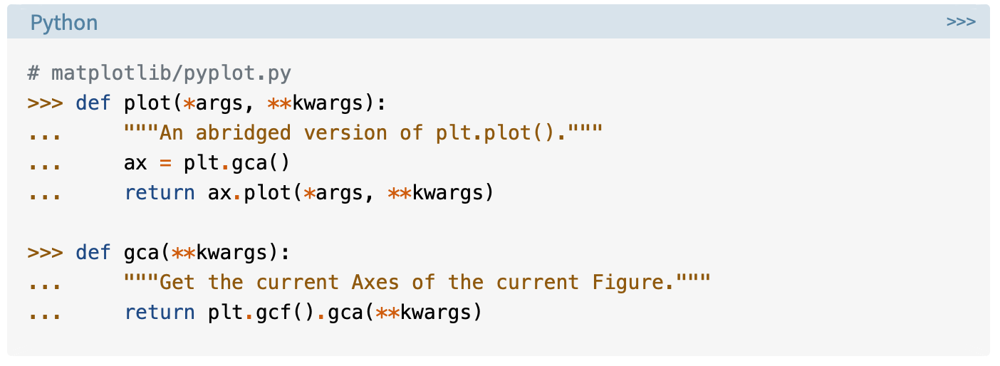 Python
>>>
# matplotlib/pyplot.py
>>> def plot(*args, **kwargs):
...     """An abridged version of plt.plot()."""
...     ax = plt.gca()
...     return ax.plot(*args, **kwargs)
>>> def gca(**kwargs):
...     """Get the current Axes of the current Figure."""
...     return plt.gcf().gca(**kwargs)